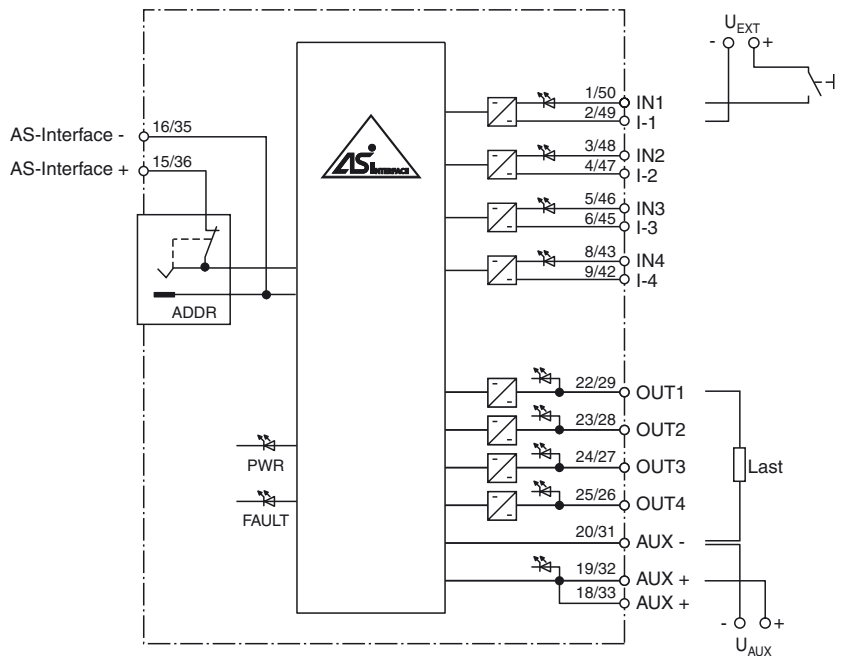 U_EXT
- +
1/50 IN1
2/49 I-1
3/48 IN2
4/47 I-2
5/46 IN3
6/45 I-3
8/43 IN4
9/42 I-4
AS-Interface - 16/35
AS-Interface + 15/36
ASi INTERFACE
ADDR
PWR
FAULT
22/29 OUT1
23/28 OUT2
24/27 OUT3
25/26 OUT4
20/31 AUX -
19/32 AUX +
18/33 AUX +
Last
- +
U_AUX